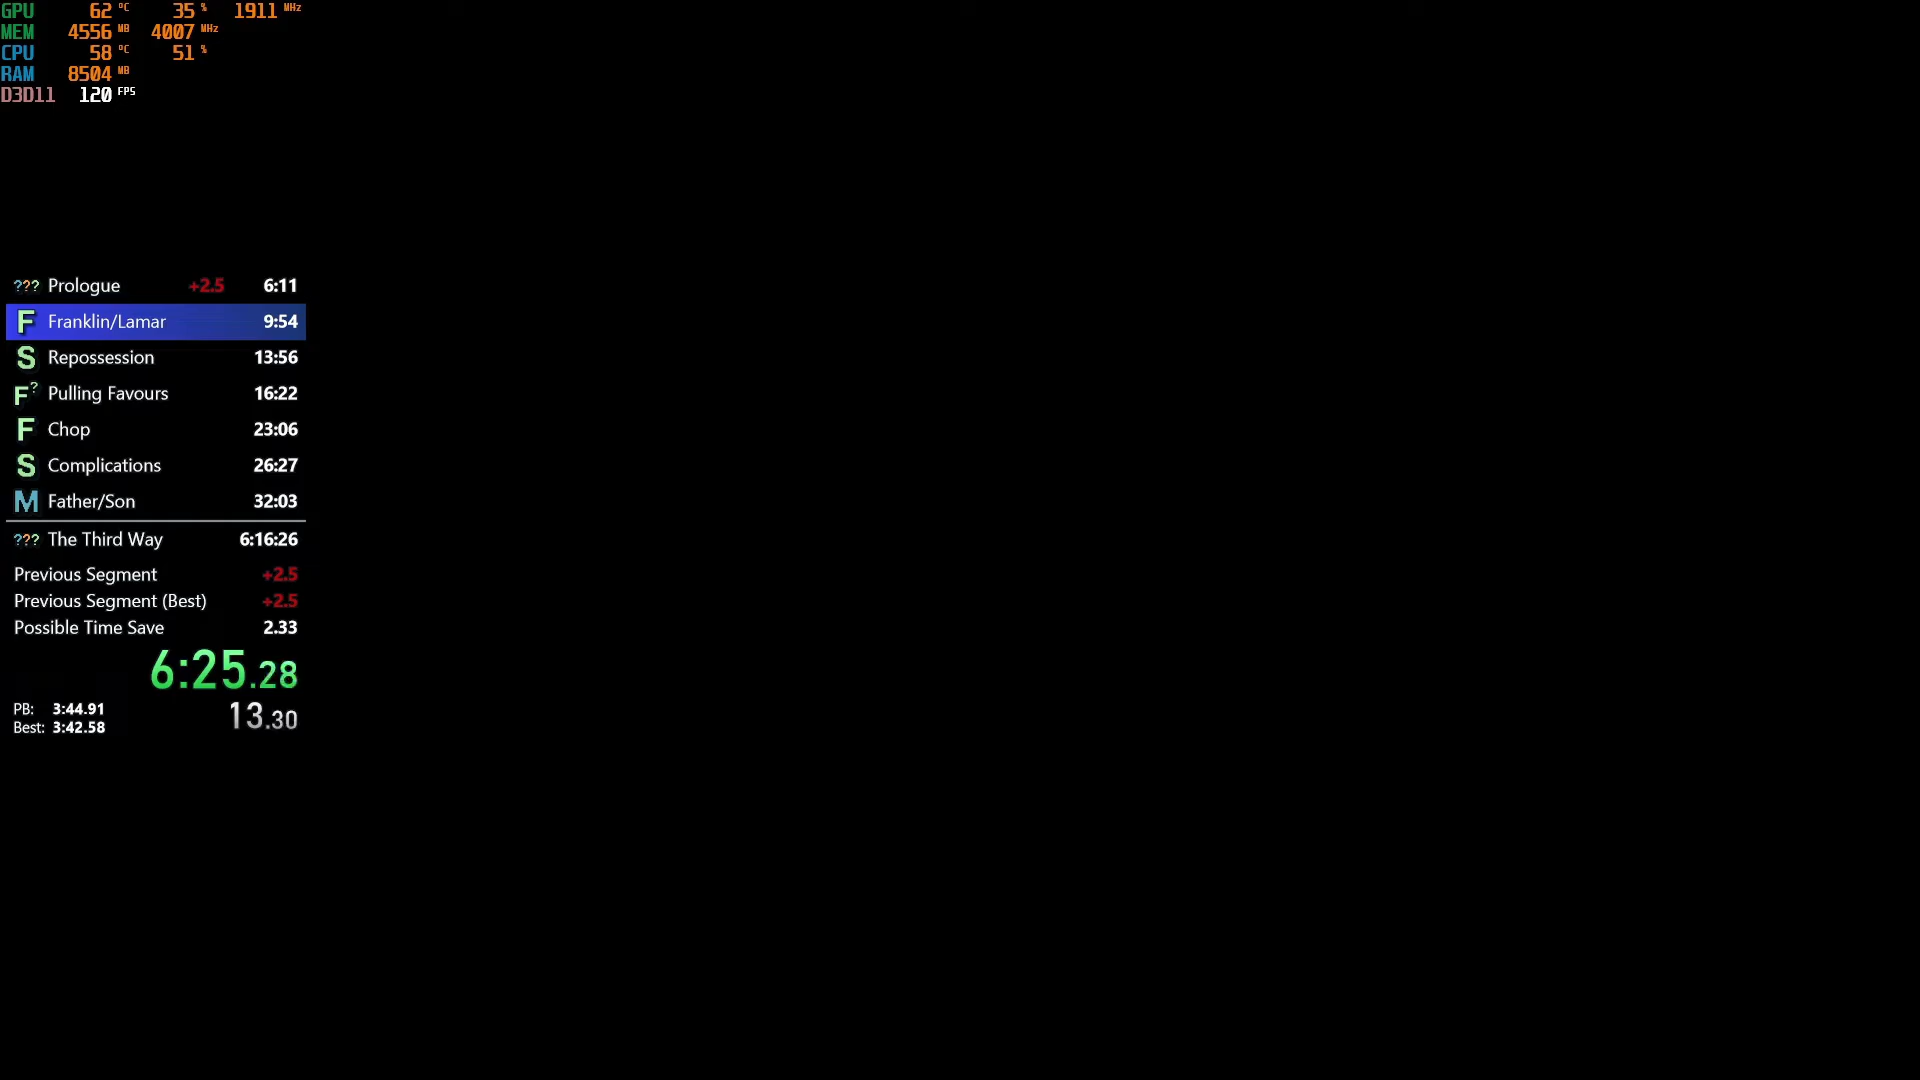 GPU 62 °C 35 % 1911 MHz
MEM 4556 MB 4007 MHz
CPU 58 °C 51 %
RAM 8504 MB
D3D11 120 FPS
??? Prologue +2.5 6:11
F Franklin/Lamar 9:54
S Repossession 13:56
F? Pulling Favours 16:22
F Chop 23:06
S Complications 26:27
M Father/Son 32:03
??? The Third Way 6:16:26
Previous Segment +2.5
Previous Segment (Best) +2.5
Possible Time Save 2.33
6:25.28
PB: 3:44.91 13.30
Best: 3:42.58